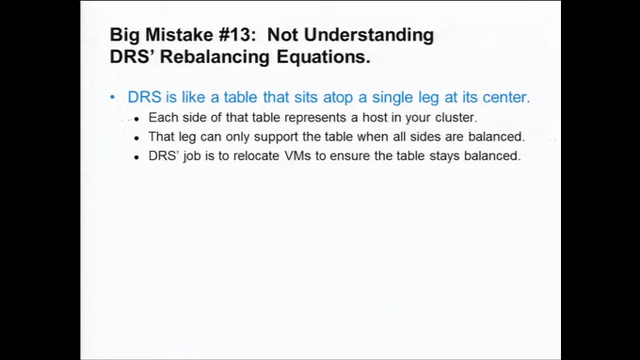 Big Mistake #13:  Not Understanding
DRS' Rebalancing Equations.
• DRS is like a table that sits atop a single leg at its center.
• Each side of that table represents a host in your cluster.
• That leg can only support the table when all sides are balanced.
• DRS' job is to relocate VMs to ensure the table stays balanced.